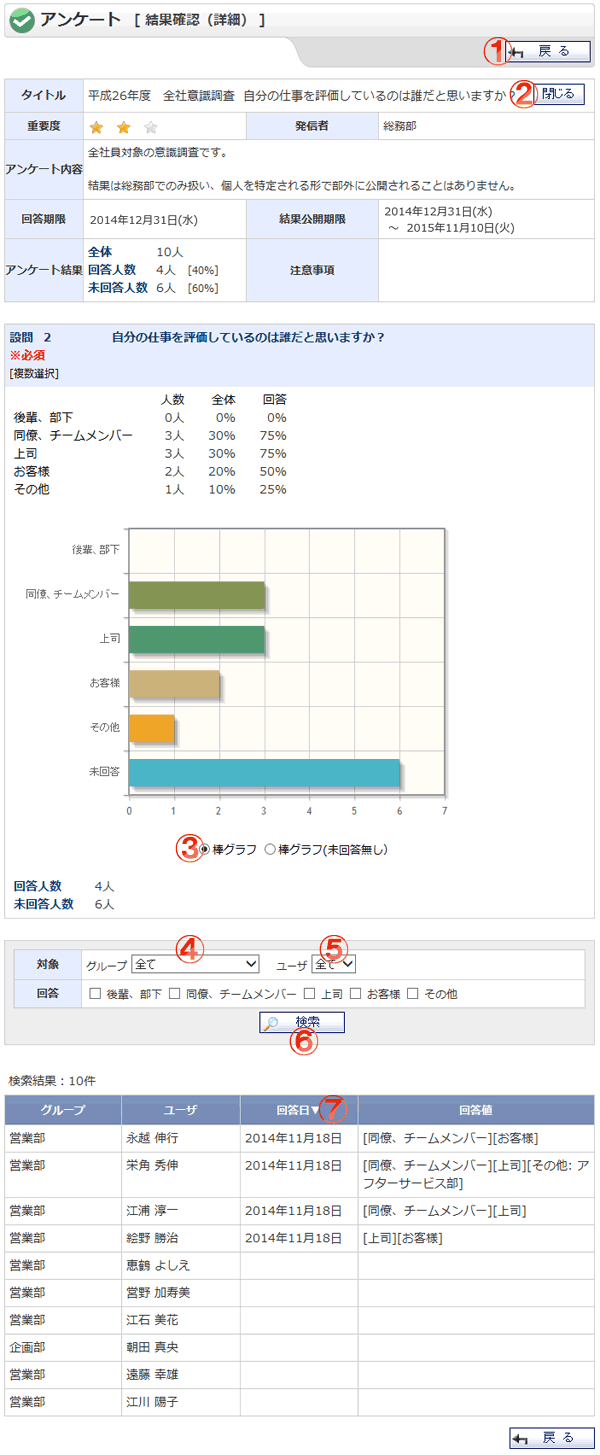 アンケート [ 結果確認（詳細） ]
① 戻 る
タイトル 平成26年度 全社意識調査 自分の仕事を評価しているのは誰だと思いますか？ ② 閉じる
重要度 発信者 総務部
アンケート内容 全社員対象の意識調査です。
結果は総務部でのみ扱い、個人を特定される形で部外に公開されることはありません。
回答期限 2014年12月31日(水) 結果公開期限 2014年12月31日(水)
～ 2015年11月10日(火)
アンケート結果 全体 10人 注意事項
回答人数 4人 [40%]
未回答人数 6人 [60%]
設問 2 自分の仕事を評価しているのは誰だと思いますか？
※必須
[複数選択]
人数 全体 回答
後輩、部下 0人 0% 0%
同僚、チームメンバー 3人 30% 75%
上司 3人 30% 75%
お客様 2人 20% 50%
その他 1人 10% 25%
後輩、部下
同僚、チームメンバー
上司
お客様
その他
未回答
0 1 2 3 4 5 6 7
③ 棒グラフ 棒グラフ(未回答無し)
回答人数 4人
未回答人数 6人
④ ⑤
対象 グループ 全て ユーザ 全て
回答 後輩、部下 同僚、チームメンバー 上司 お客様 その他
検索
⑥
検索結果：10件
グループ ユーザ 回答日▼ ⑦ 回答値
営業部 永越 伸行 2014年11月18日 [同僚、チームメンバー][お客様]
営業部 栄角 秀伸 2014年11月18日 [同僚、チームメンバー][上司][その他: ア
フターサービス部]
営業部 江浦 淳一 2014年11月18日 [同僚、チームメンバー][上司]
営業部 絵野 勝治 2014年11月18日 [上司][お客様]
営業部 恵鶴 よしえ
営業部 営野 加寿美
営業部 江石 美花
企画部 朝田 真央
営業部 遠藤 幸雄
営業部 江川 陽子
戻 る